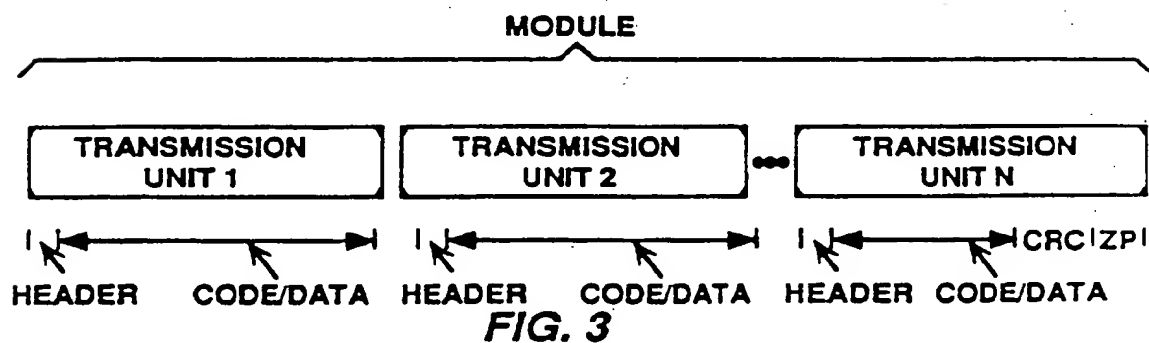 MODULE
TRANSMISSION UNIT 1
TRANSMISSION UNIT 2
TRANSMISSION UNIT N
CRC ZP
HEADER CODE/DATA HEADER CODE/DATA HEADER CODE/DATA
FIG. 3